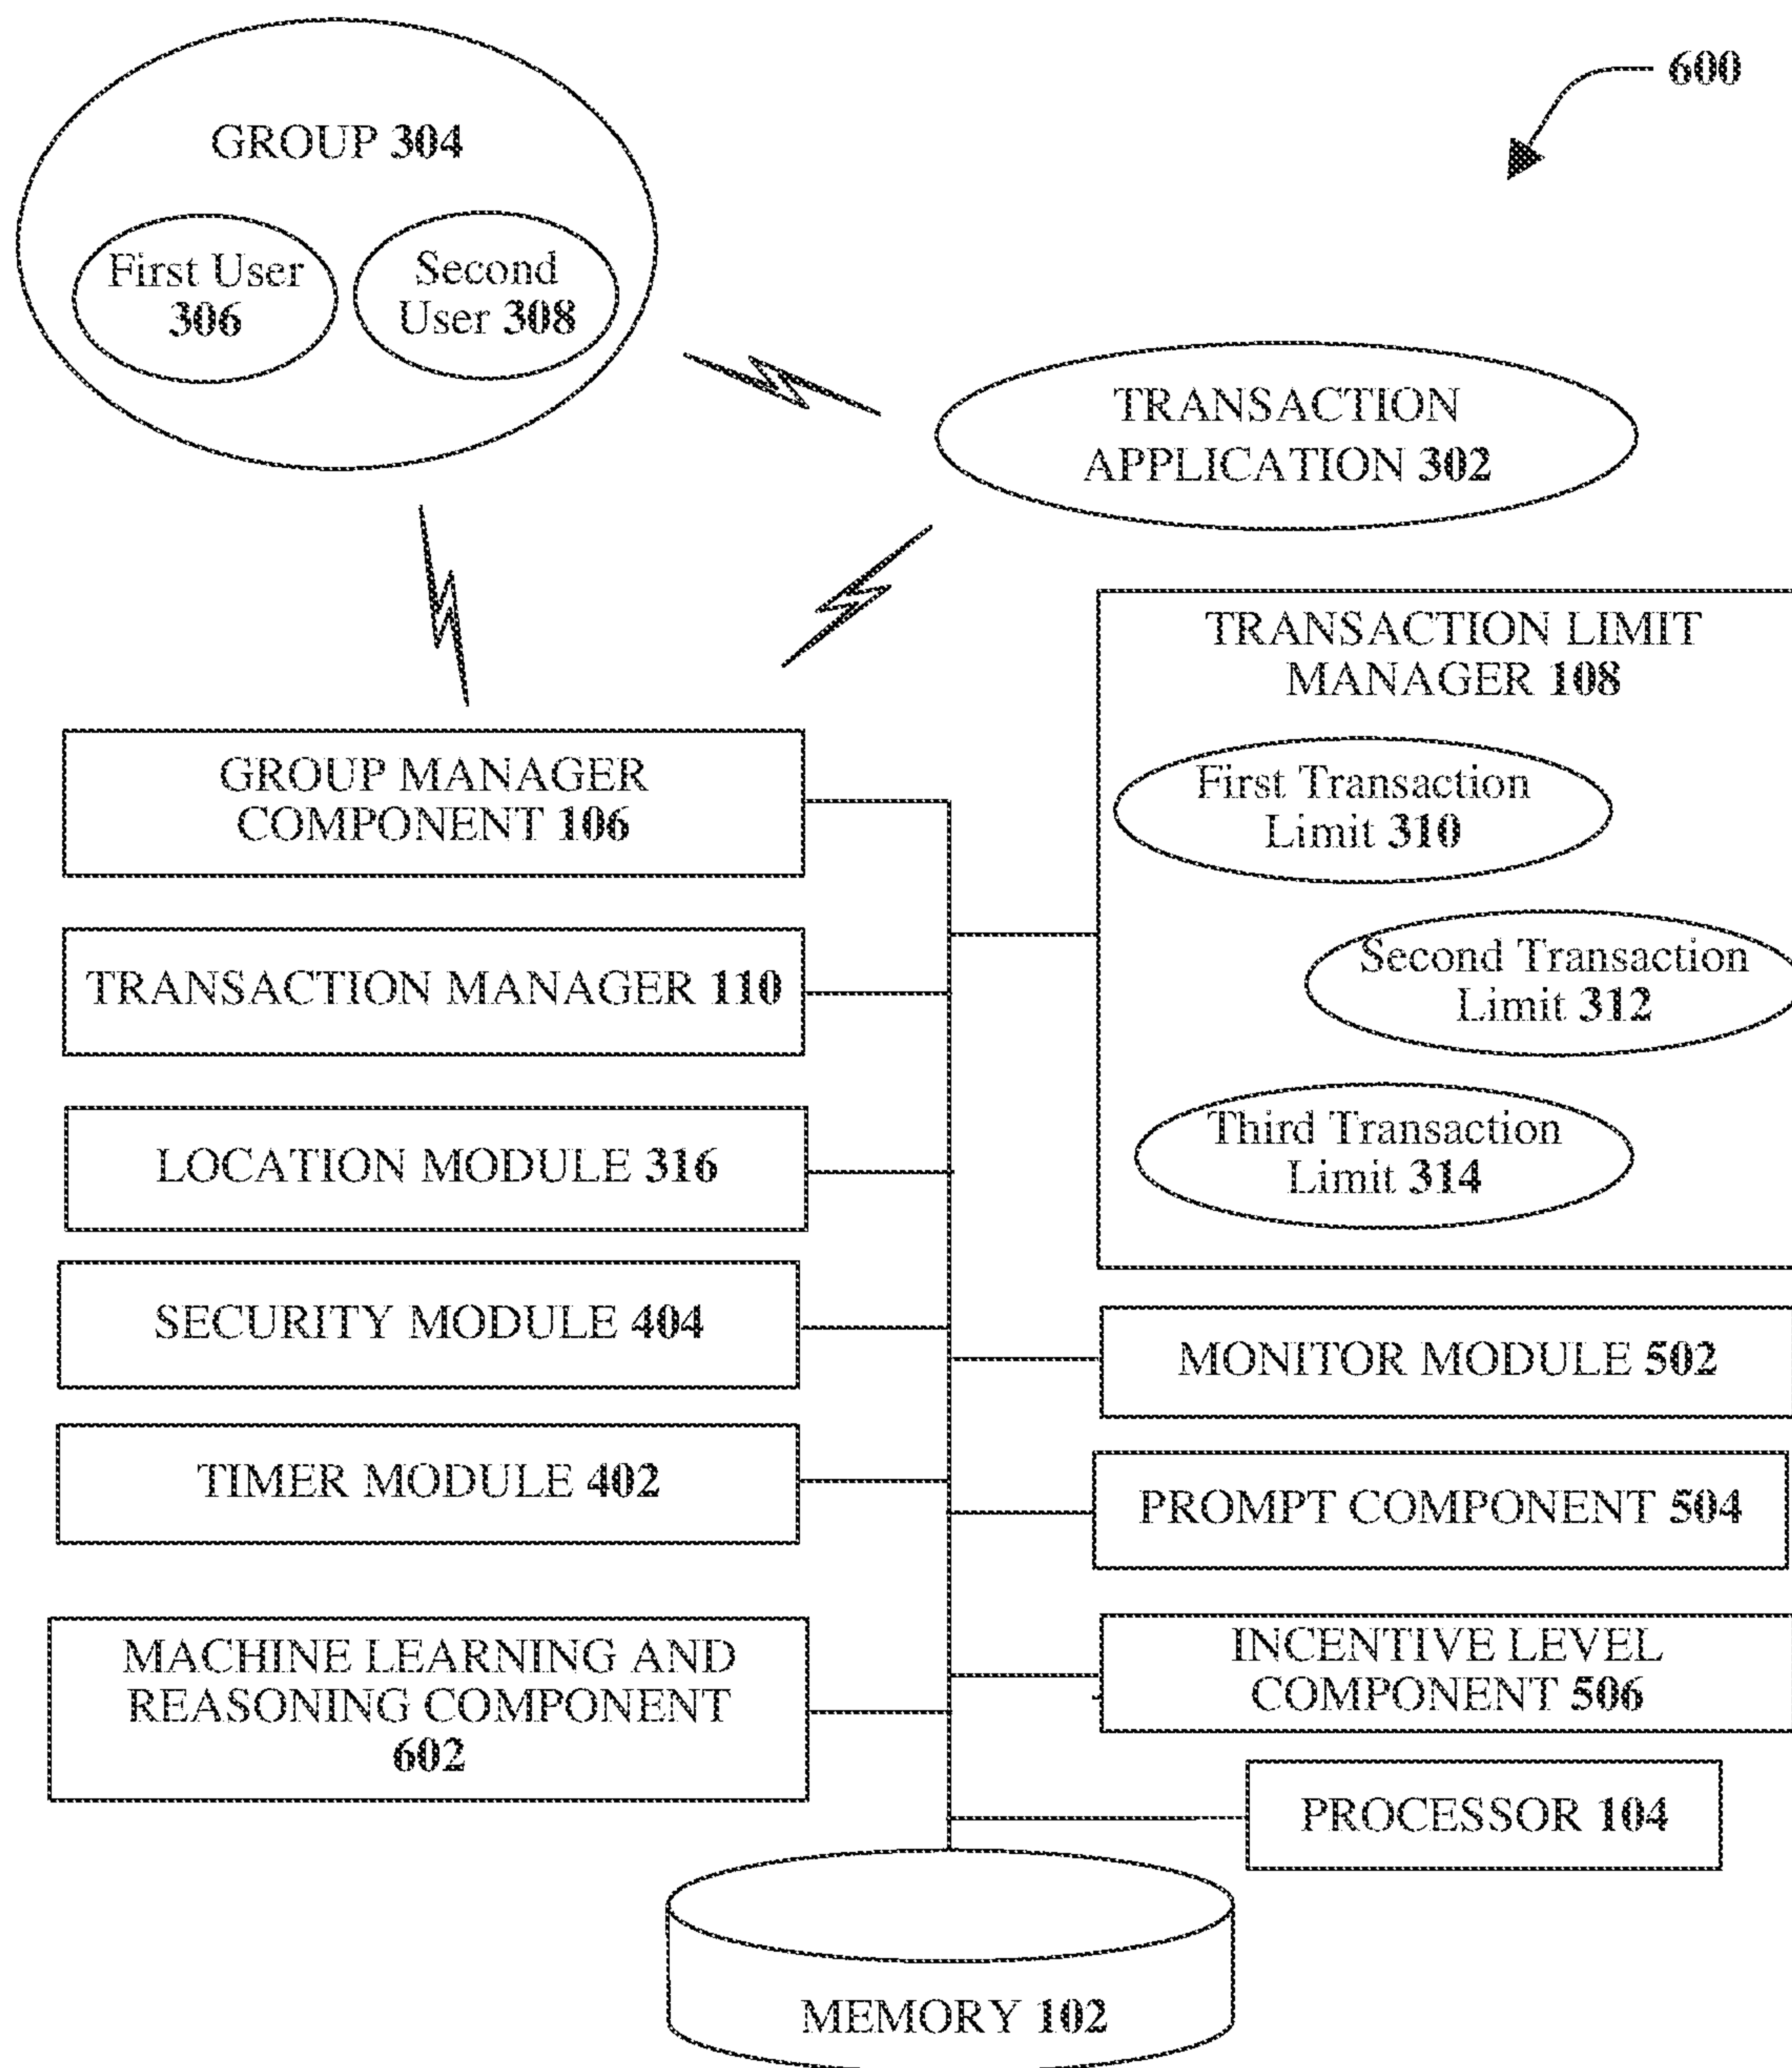 600
GROUP 304
First User
306
Second
User 308
TRANSACTION
APPLICATION 302
TRANSACTION LIMIT
MANAGER 108
First Transaction
Limit 310
Second Transaction
Limit 312
Third Transaction
Limit 314
GROUP MANAGER
COMPONENT 106
TRANSACTION MANAGER 110
LOCATION MODULE 316
SECURITY MODULE 404
MONITOR MODULE 502
TIMER MODULE 402
PROMPT COMPONENT 504
MACHINE LEARNING AND
REASONING COMPONENT
602
INCENTIVE LEVEL
COMPONENT 506
PROCESSOR 104
MEMORY 102